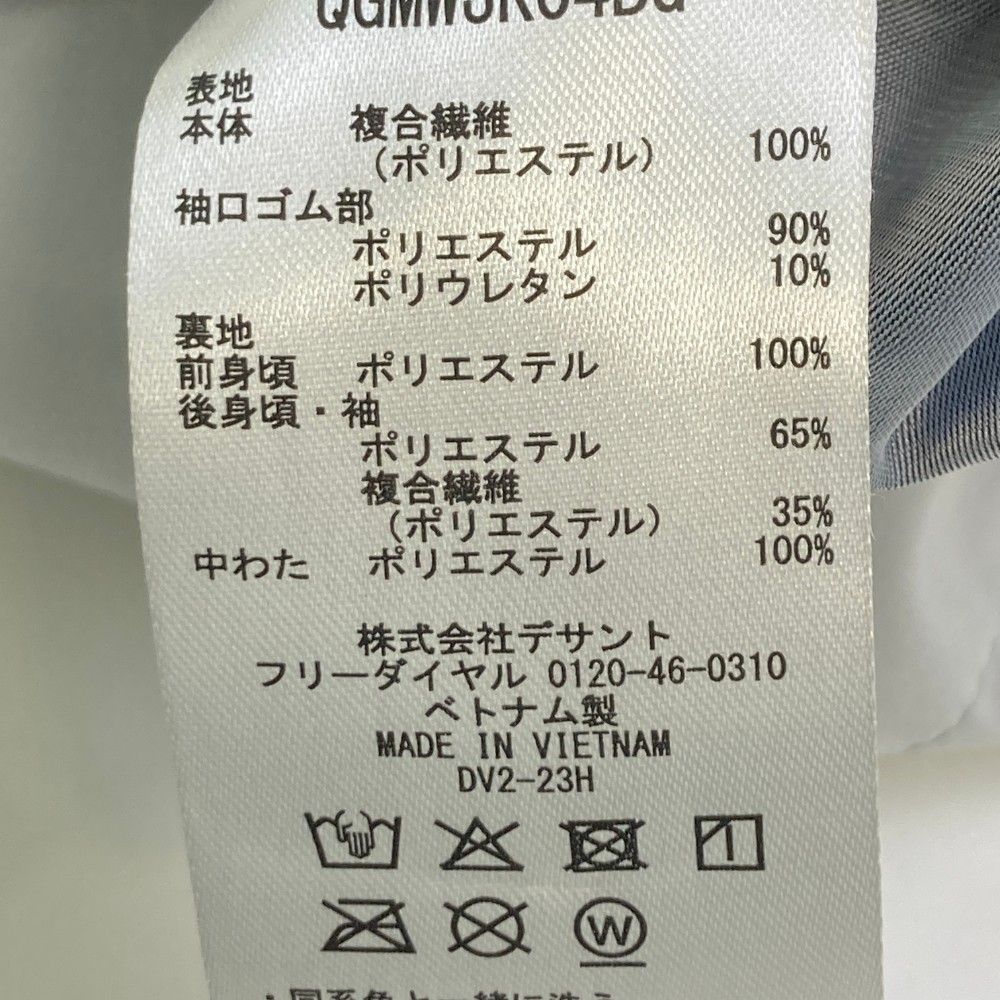 表地
本体 複合繊維
(ポリエステル) 100%
袖口ゴム部
ポリエステル 90%
ポリウレタン 10%
裏地
前身頃 ポリエステル 100%
後身頃・袖
ポリエステル 65%
複合繊維
(ポリエステル) 35%
中わた ポリエステル 100%
株式会社デサント
フリーダイヤル 0120-46-0310
ベトナム製
MADE IN VIETNAM
DV2-23H
W